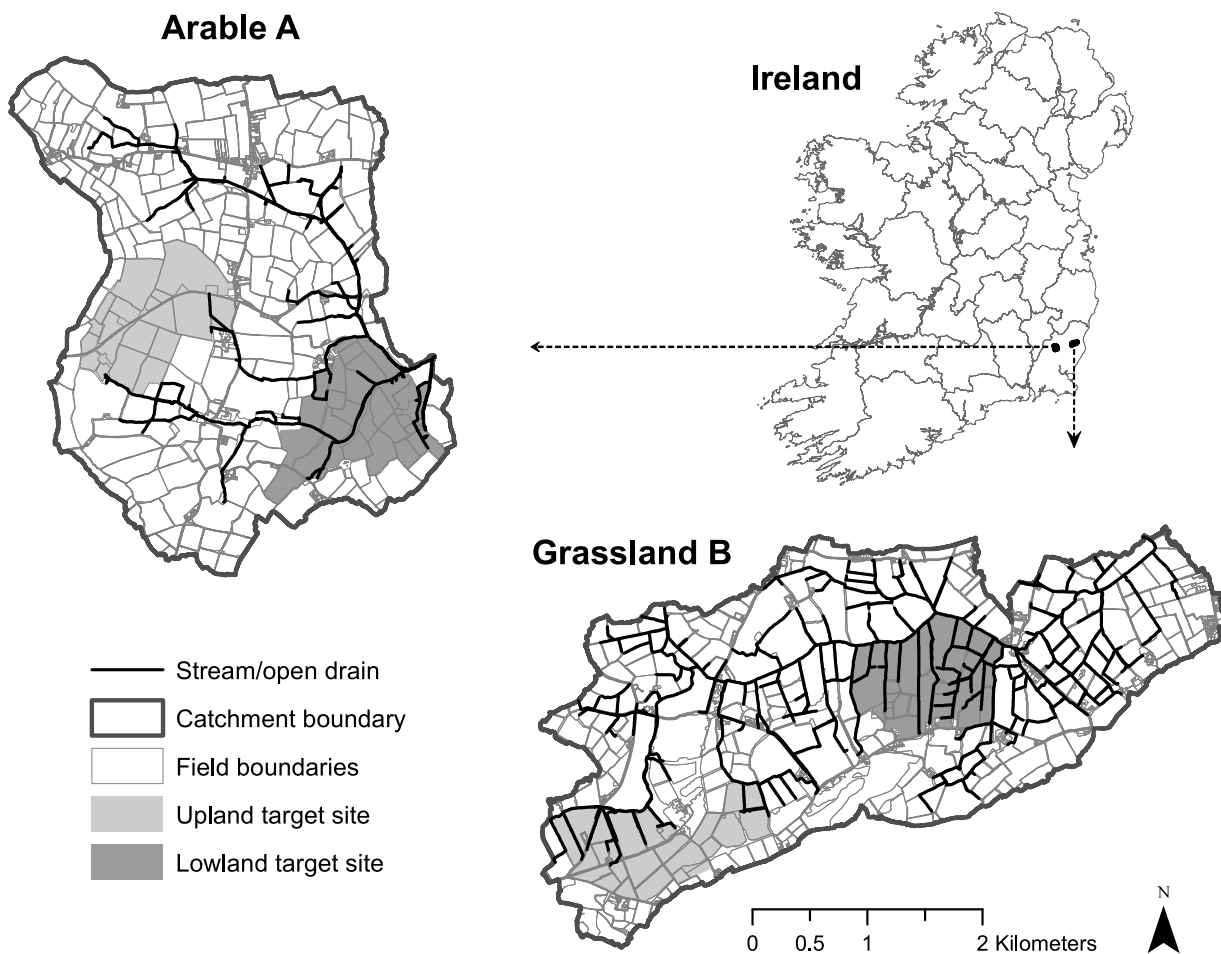 Arable A
Ireland
Grassland B
Stream/open drain
Catchment boundary
Field boundaries
Upland target site
Lowland target site
N
0 0.5 1 2 Kilometers